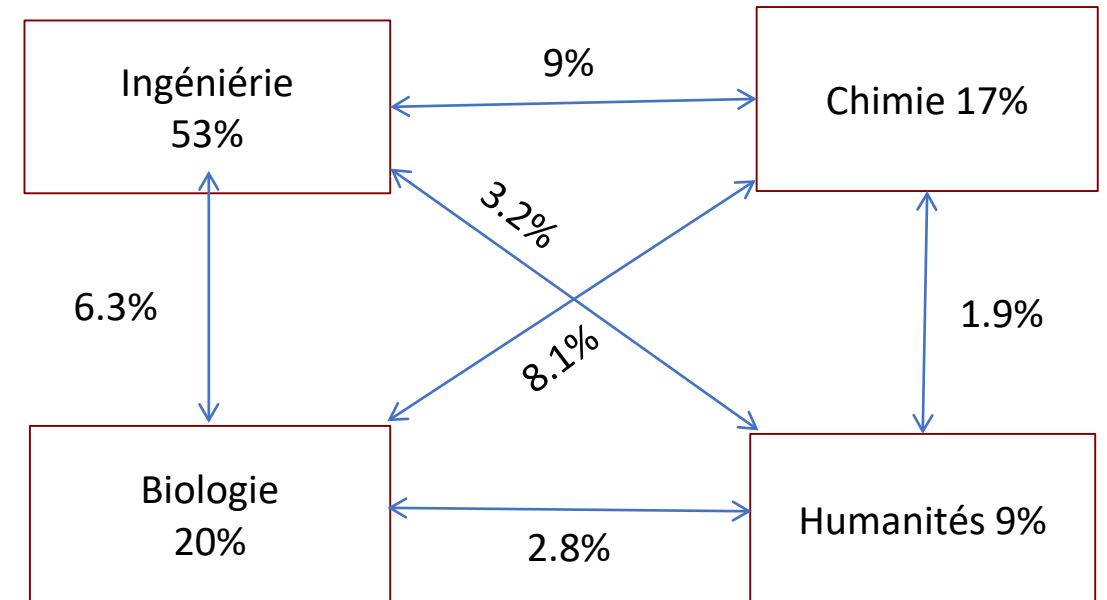 Ingéniérie
53%
9%
Chimie 17%
3.2%
6.3%
1.9%
8.1%
Biologie
20%
2.8%
Humanités 9%